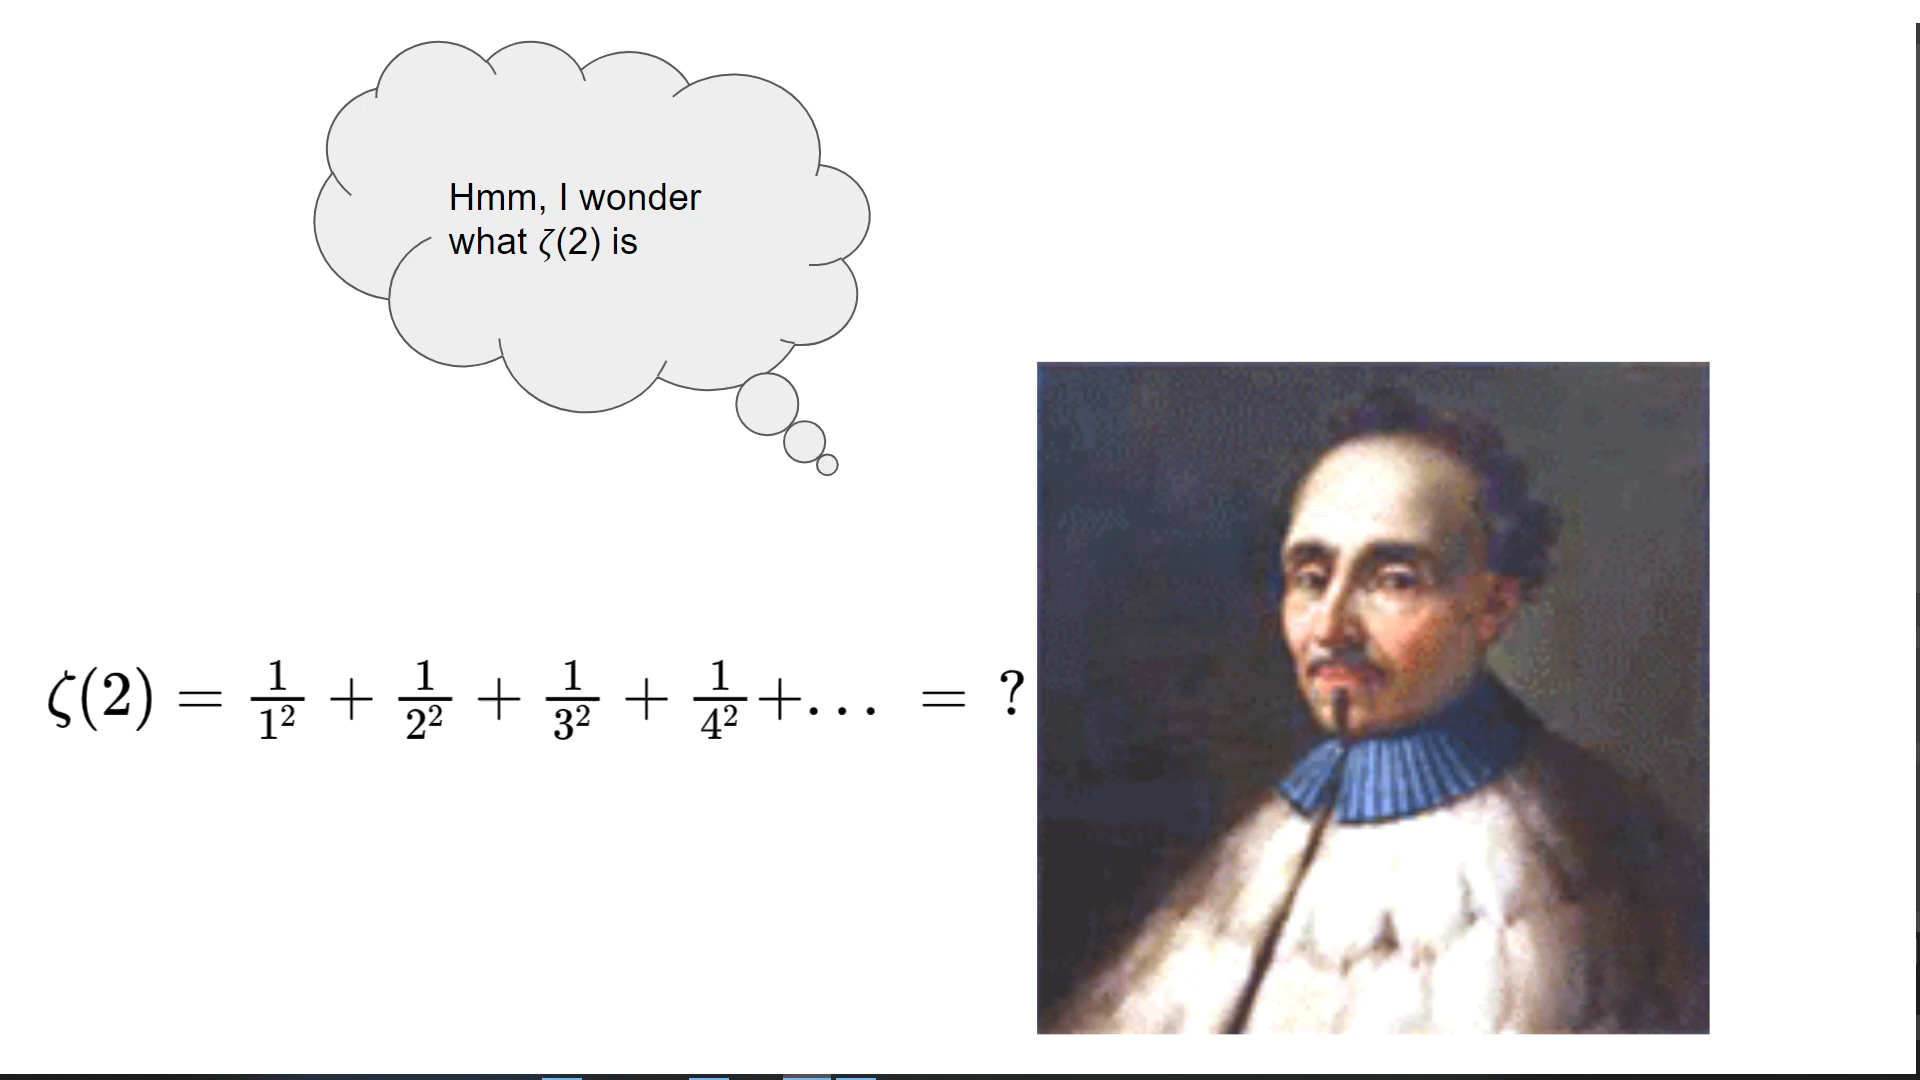 Hmm, I wonder
what ζ(2) is
ζ(2) = 1/1² + 1/2² + 1/3² + 1/4² +... = ?